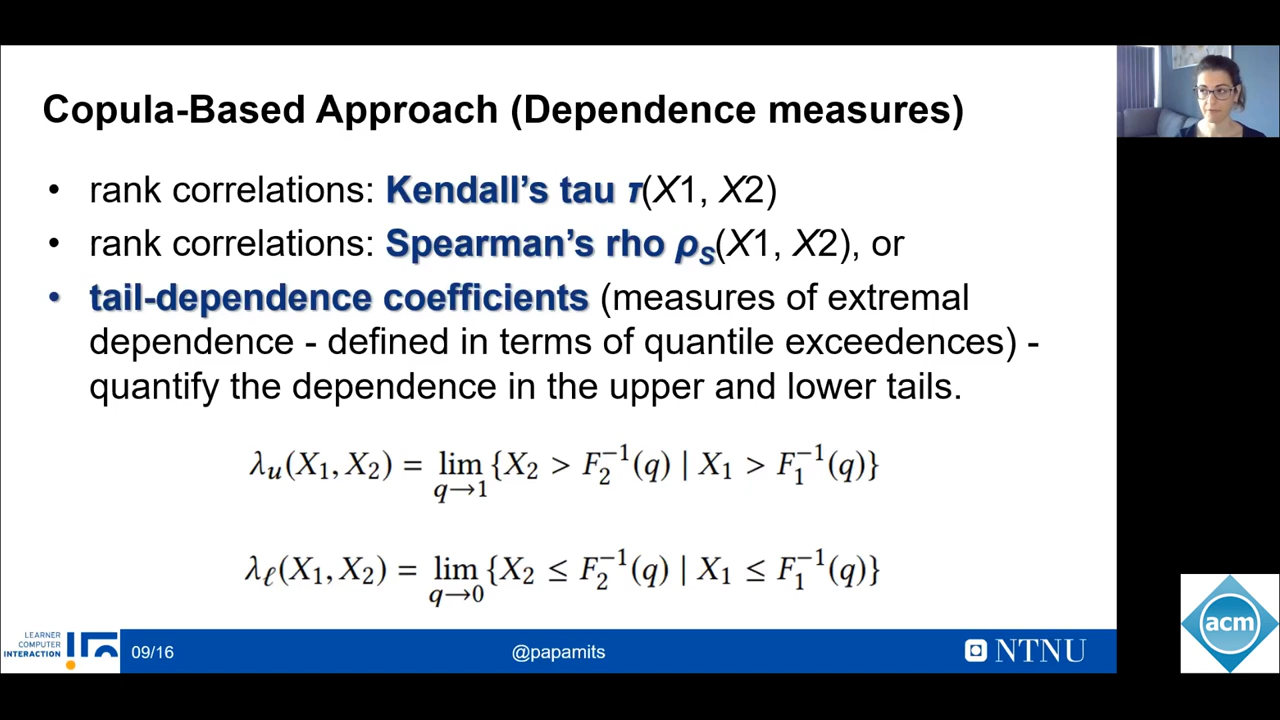 Copula-Based Approach (Dependence measures)
• rank correlations: Kendall's tau τ(X1, X2)
• rank correlations: Spearman's rho ρS(X1, X2), or
• tail-dependence coefficients (measures of extremal
dependence - defined in terms of quantile exceedences) -
quantify the dependence in the upper and lower tails.
λu(X1, X2) = lim q→1 {X2 > F2^−1(q) | X1 > F1^−1(q)}
λℓ(X1, X2) = lim q→0 {X2 ≤ F2^−1(q) | X1 ≤ F1^−1(q)}
LEARNER
COMPUTER
INTERACTION
09/16
@papamits
NTNU
acm